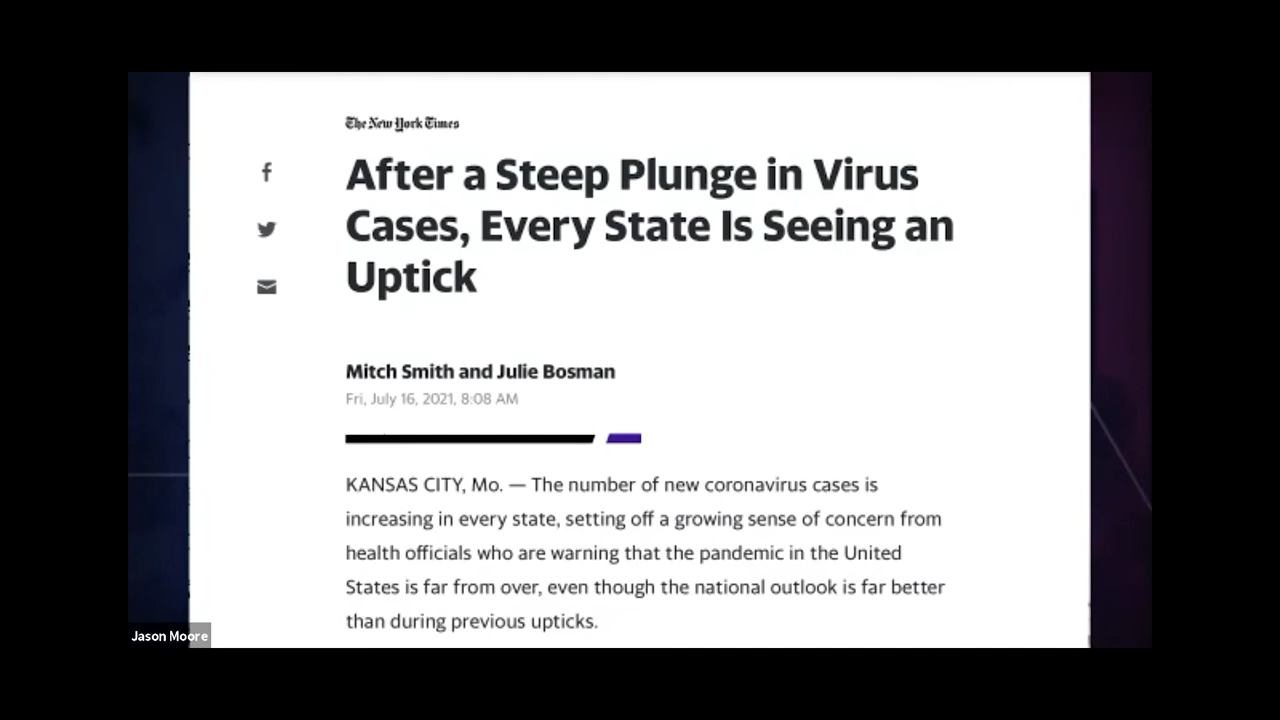 The New York Times
After a Steep Plunge in Virus
Cases, Every State Is Seeing an
Uptick
Mitch Smith and Julie Bosman
Fri, July 16, 2021, 8:08 AM
KANSAS CITY, Mo. — The number of new coronavirus cases is
increasing in every state, setting off a growing sense of concern from
health officials who are warning that the pandemic in the United
States is far from over, even though the national outlook is far better
than during previous upticks.
Jason Moore